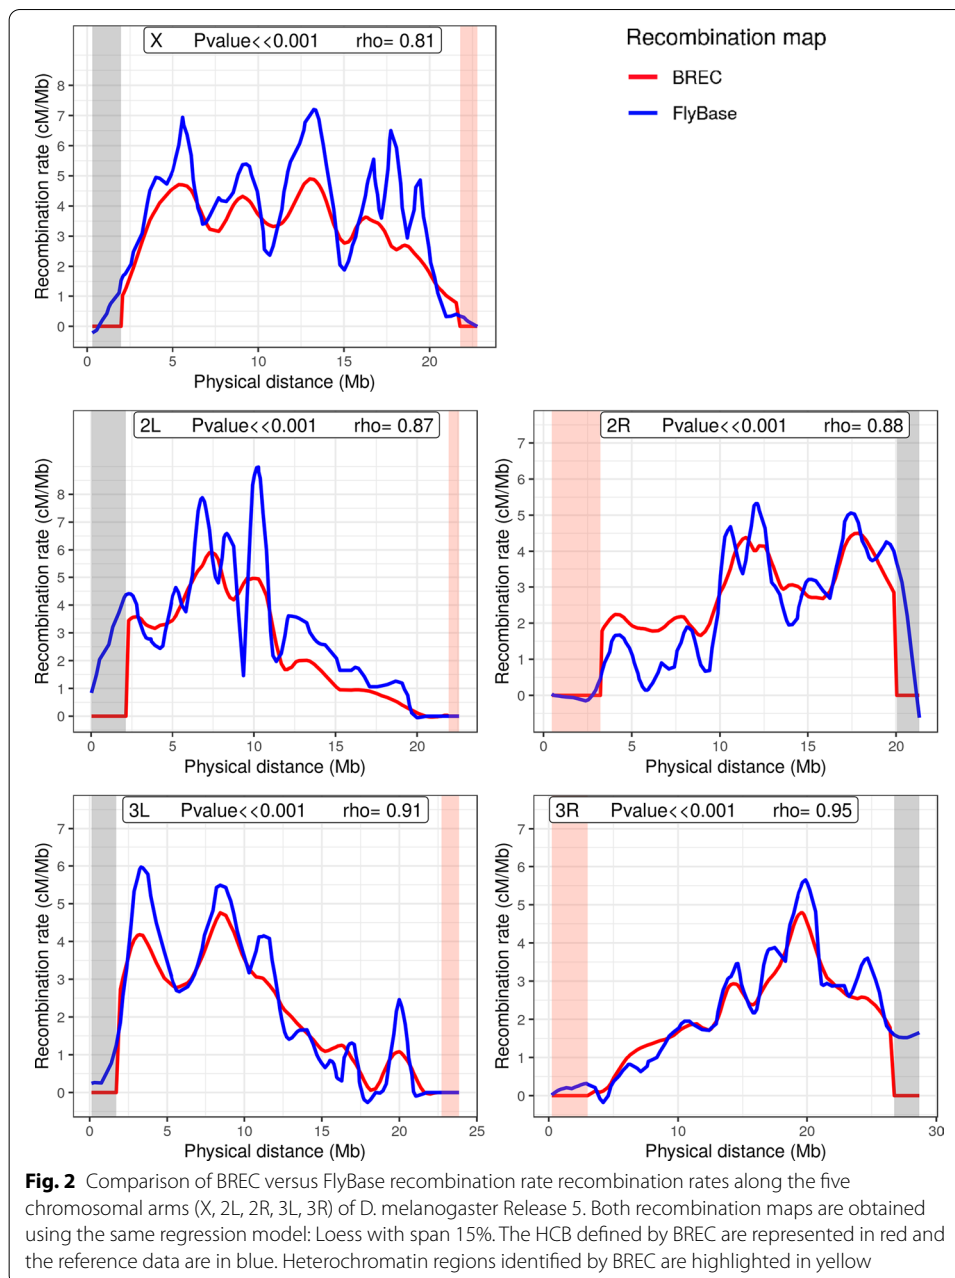 X Pvalue<<0.001 rho= 0.81
Recombination rate (cM/Mb)
8
7
6
5
4
3
2
1
0
0 5 10 15 20
Physical distance (Mb)
Recombination map
BREC
FlyBase
2L Pvalue<<0.001 rho= 0.87
Recombination rate (cM/Mb)
8
7
6
5
4
3
2
1
0
0 5 10 15 20
Physical distance (Mb)
2R Pvalue<<0.001 rho= 0.88
Recombination rate (cM/Mb)
7
6
5
4
3
2
1
0
0 5 10 15 20
Physical distance (Mb)
3L Pvalue<<0.001 rho= 0.91
Recombination rate (cM/Mb)
7
6
5
4
3
2
1
0
0 5 10 15 20 25
Physical distance (Mb)
3R Pvalue<<0.001 rho= 0.95
Recombination rate (cM/Mb)
7
6
5
4
3
2
1
0
0 10 20 30
Physical distance (Mb)
Fig. 2 Comparison of BREC versus FlyBase recombination rate recombination rates along the five
chromosomal arms (X, 2L, 2R, 3L, 3R) of D. melanogaster Release 5. Both recombination maps are obtained
using the same regression model: Loess with span 15%. The HCB defined by BREC are represented in red and
the reference data are in blue. Heterochromatin regions identified by BREC are highlighted in yellow